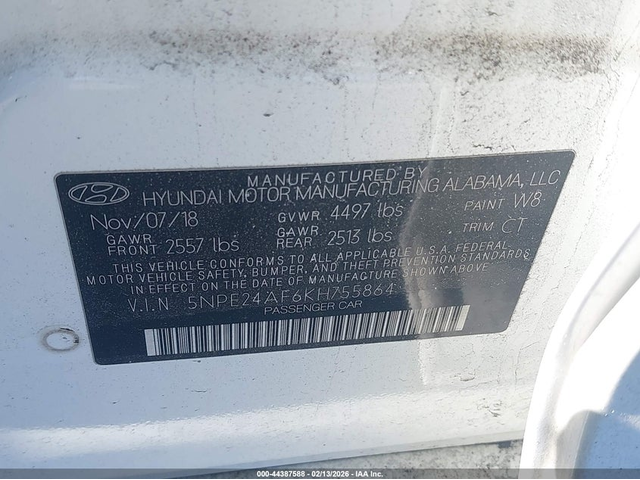 MANUFACTURED BY
HYUNDAI MOTOR MANUFACTURING ALABAMA, LLC
Nov/07/18 GVWR 4497 lbs PAINT W8
GAWR FRONT 2557 lbs GAWR REAR 2513 lbs TRIM CT
THIS VEHICLE CONFORMS TO ALL APPLICABLE U.S.A. FEDERAL
MOTOR VEHICLE SAFETY, BUMPER, AND THEFT PREVENTION STANDARDS
IN EFFECT ON THE DATE OF MANUFACTURE SHOWN ABOVE.
V.I.N 5NPE24AF6KH755864
PASSENGER CAR
000-44387588 - 02/13/2026 - IAA Inc.